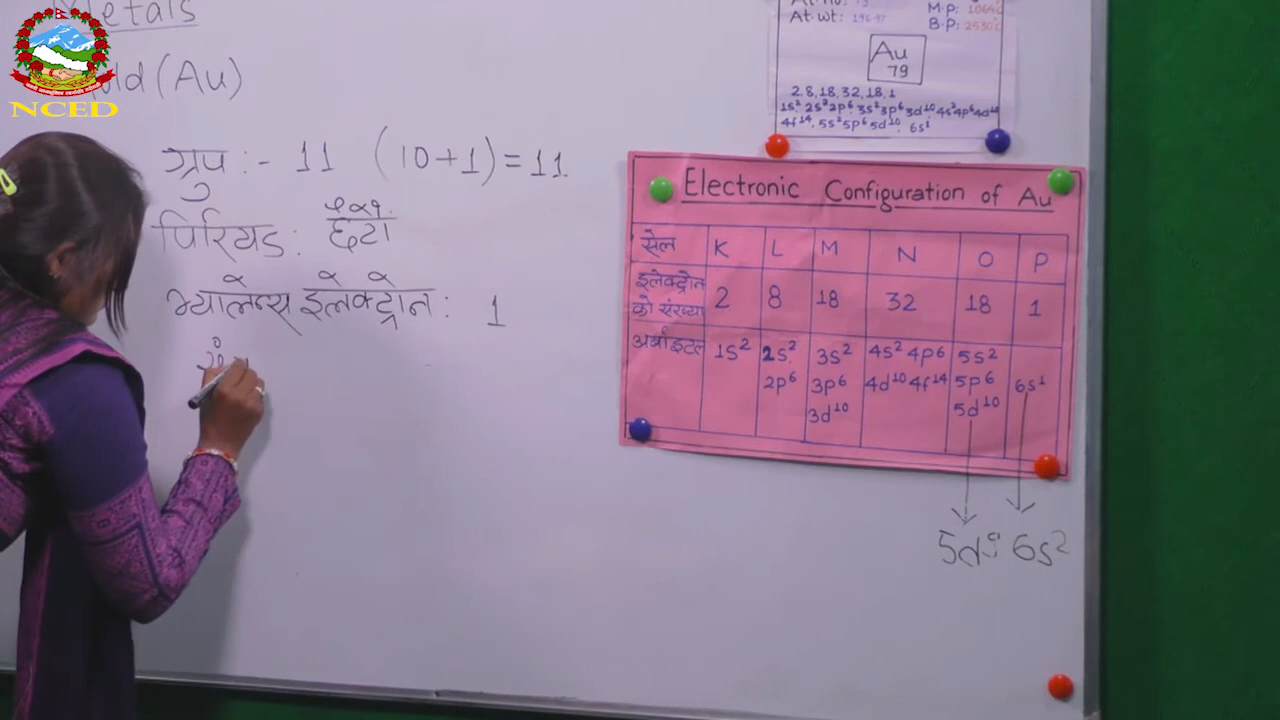 Metals
NCED
(Au)
ग्रुप :- 11 (10+1) = 11.
पिरियड :
छैटौं
भ्यालेन्स इलेक्ट्रोन : 1
At.wt: 196.97
M.p: 1064°C
B.p: 2530°C
Au
79
2,8,18,32,18,1
1s² 2s² 2p⁶ 3s² 3p⁶ 3d¹⁰ 4s² 4p⁶ 4d¹⁰
4f¹⁴ 5s² 5p⁶ 5d¹⁰ 6s¹
Electronic Configuration of Au
सेल K L M N O P
इलेक्ट्रोन
को संख्या 2 8 18 32 18 1
अर्बाइटल 1s² 2s² 3s² 4s² 4p⁶ 5s²
2p⁶ 3p⁶ 4d¹⁰ 4f¹⁴ 5p⁶ 6s¹
3d¹⁰ 5d¹⁰
5d⁹ 6s²